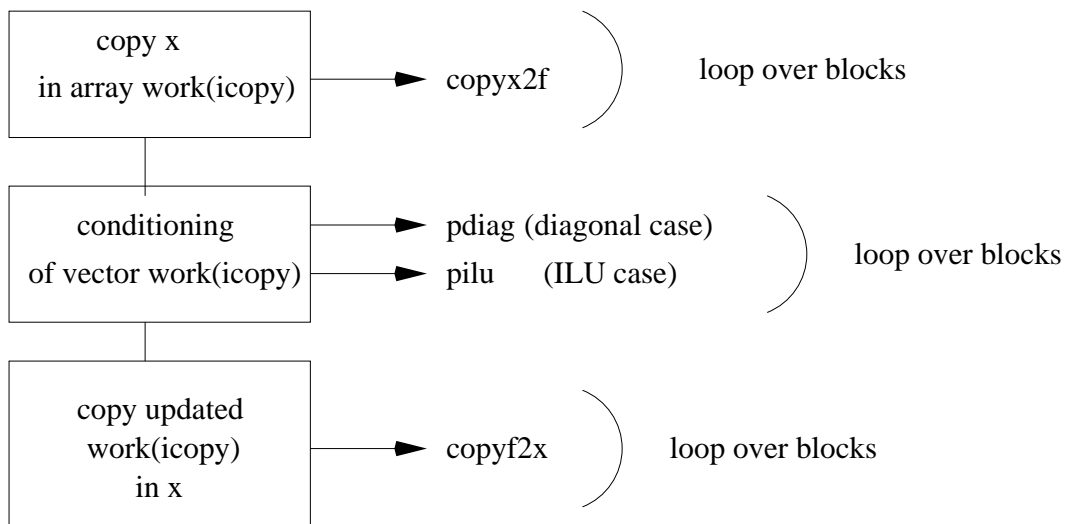 copy x
in array work(icopy)
copyx2f
loop over blocks
conditioning
of vector work(icopy)
pdiag (diagonal case)
pilu (ILU case)
loop over blocks
copy updated
work(icopy)
in x
copyf2x
loop over blocks